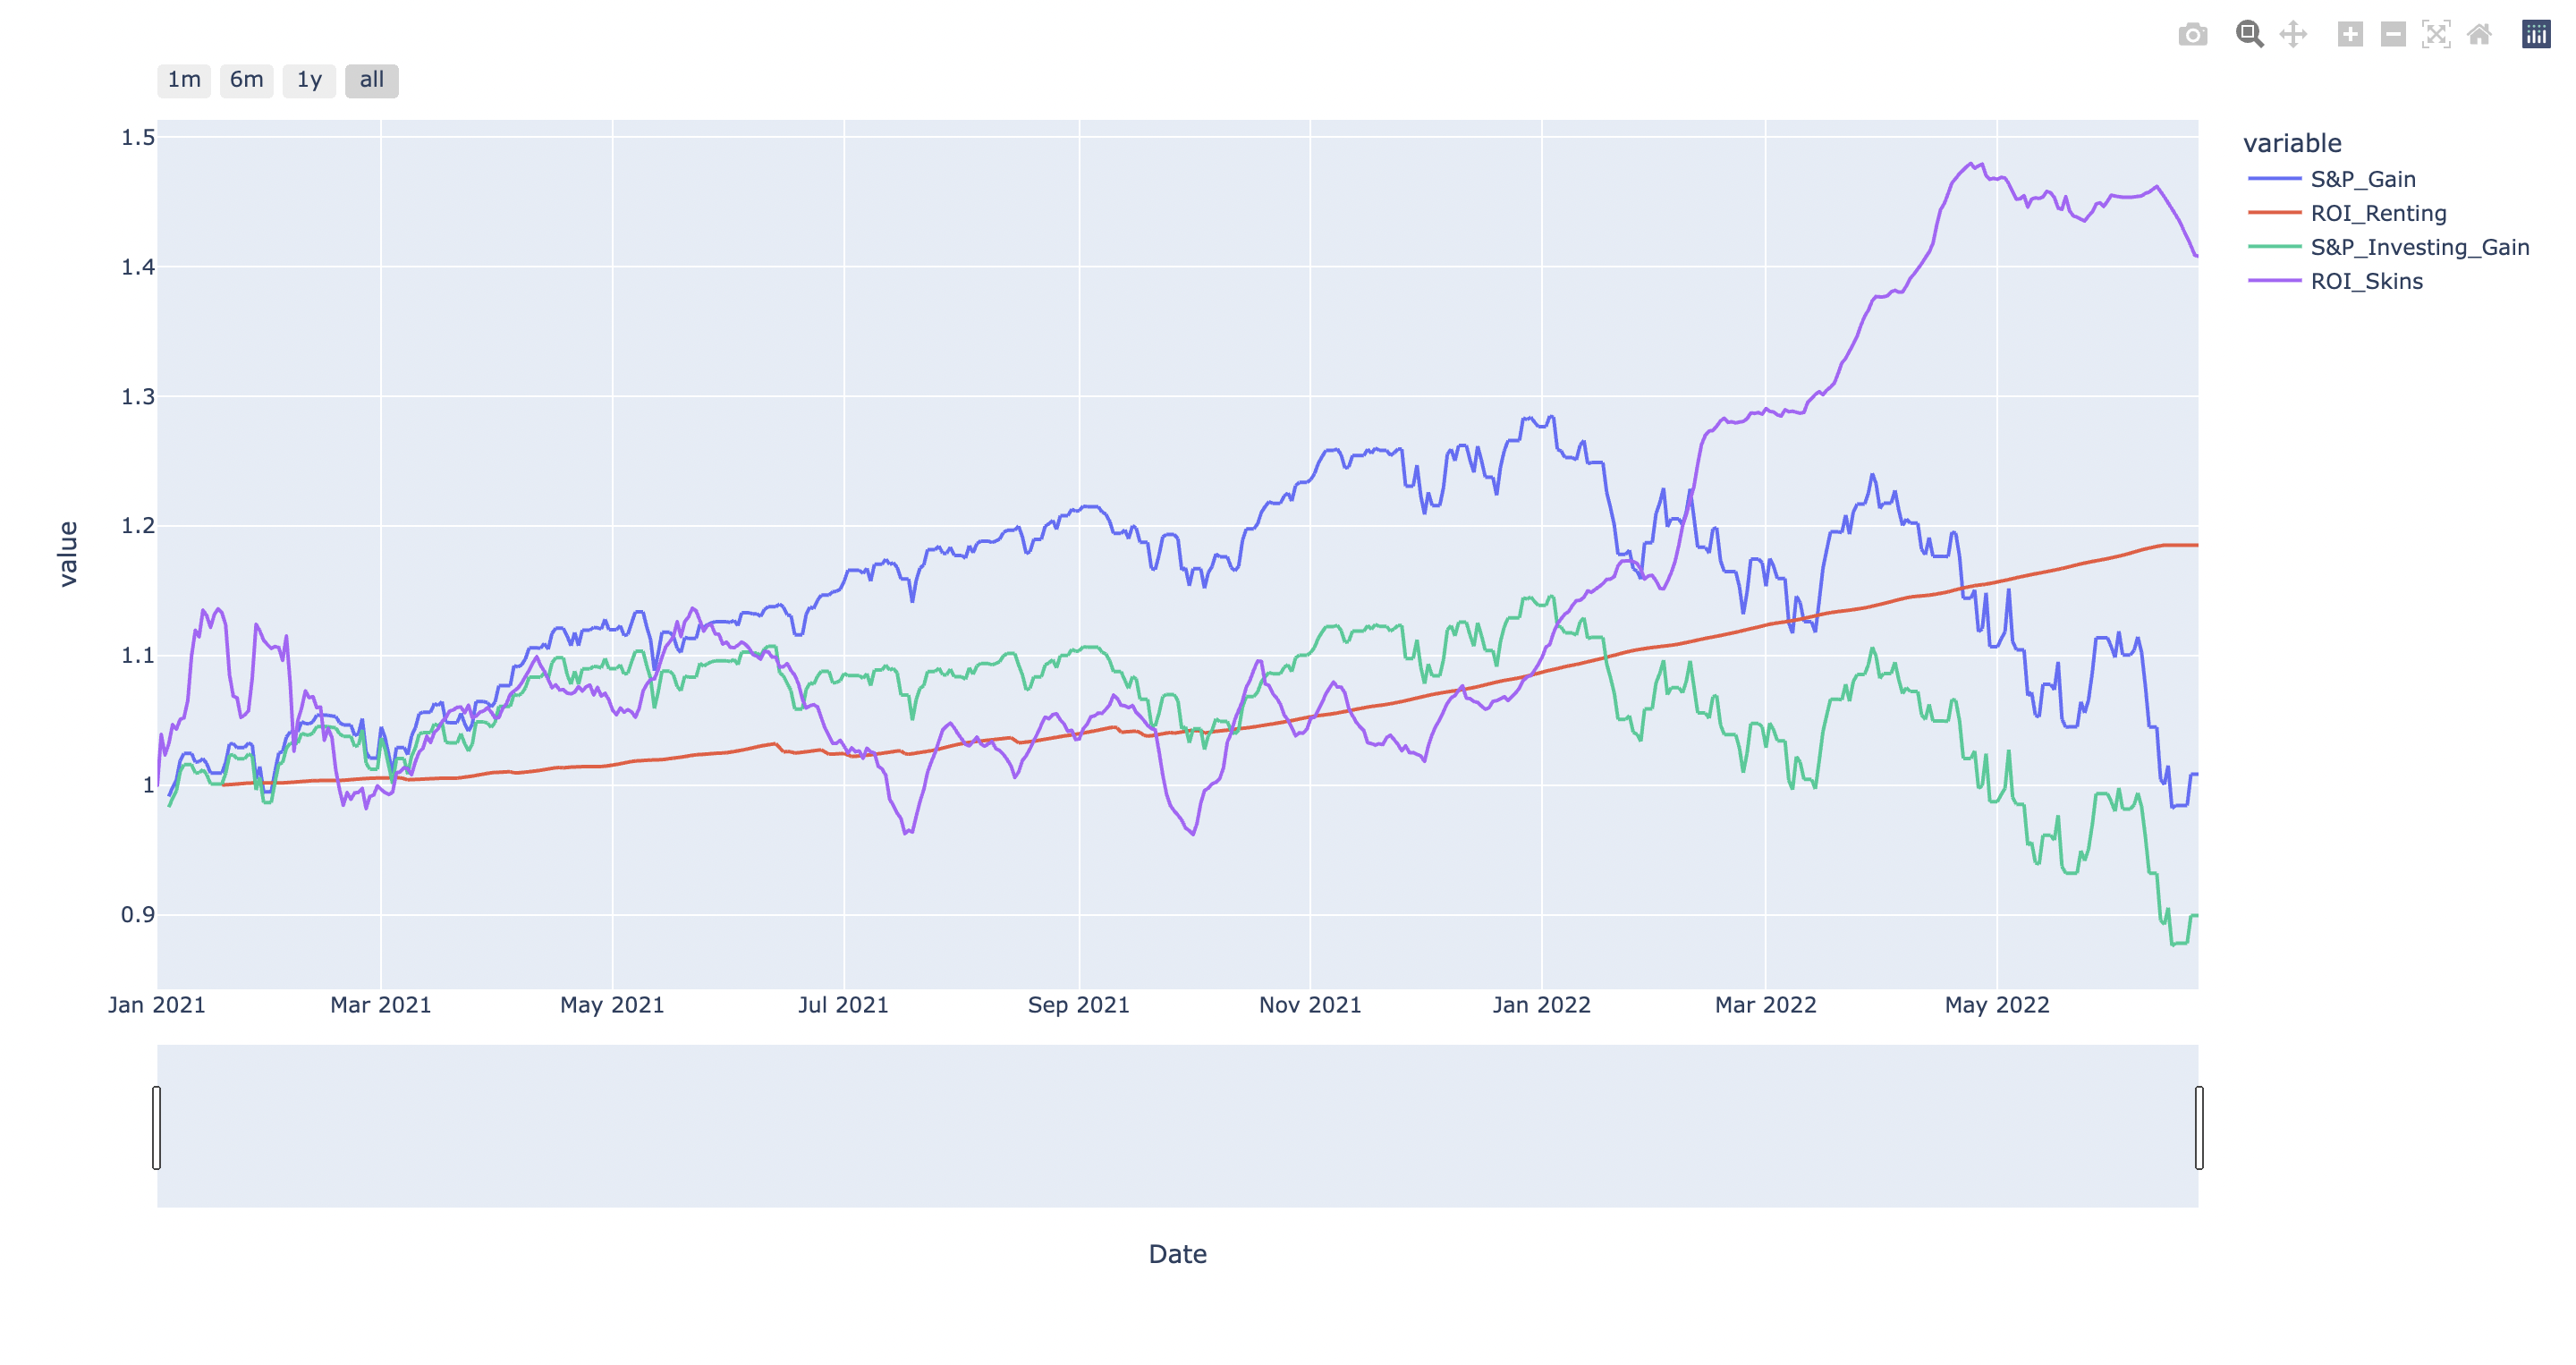 1m 6m 1y all
variable
S&P_Gain
ROI_Renting
S&P_Investing_Gain
ROI_Skins
value
1.5
1.4
1.3
1.2
1.1
1
0.9
Jan 2021 Mar 2021 May 2021 Jul 2021 Sep 2021 Nov 2021 Jan 2022 Mar 2022 May 2022
Date